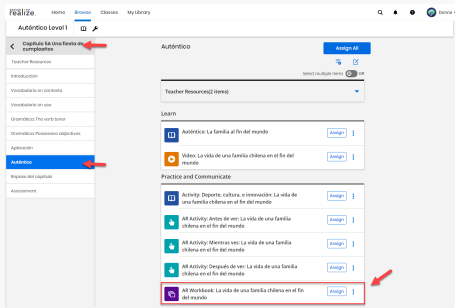 realize.
Home
Browse
Classes
My Library
Donna
Auténtico Level 1
Capítulo 5A Una fiesta de
cumpleaños
Teacher Resources
Introducción
Vocabulario en contexto
Vocabulario en uso
Gramática: The verb tener
Gramática: Possessive adjectives
Aplicación
Auténtico
Repaso del capítulo
Assessment
Auténtico
Assign All
Select multiple items
Off
Teacher Resources(2 items)
Learn
Auténtico: La familia al fin del mundo
Assign
Video: La vida de una familia chilena en el fin del
mundo
Assign
Practice and Communicate
Activity: Deporte, cultura, e innovación: La vida de
una familia chilena en el fin del mundo
Assign
AR Activity: Antes de ver: La vida de una familia
chilena en el fin del mundo
Assign
AR Activity: Mientras ves: La vida de una familia
chilena en el fin del mundo
Assign
AR Activity: Después de ver: La vida de una familia
chilena en el fin del mundo
Assign
AR Workbook: La vida de una familia chilena en el fin
del mundo
Assign